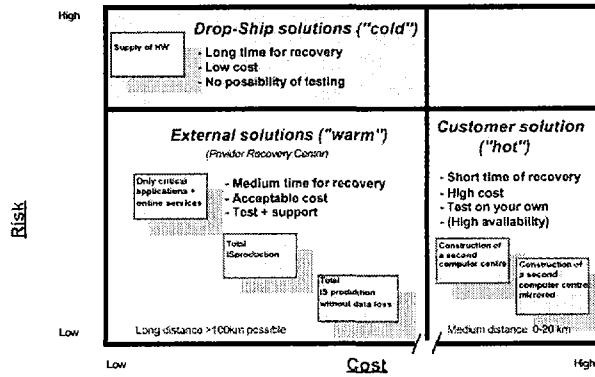 High
Drop-Ship solutions ("cold")
Supply of HW
- Long time for recovery
- Low cost
- No possibility of testing
External solutions ("warm")
(Provider Recovery Center)
Only critical
applications +
online services
- Medium time for recovery
- Acceptable cost
- Test + support
Total
ISproduction
Total
IS production
without data loss
Long distance >100km possible
Customer solution
("hot")
- Short time of recovery
- High cost
- Test on your own
- (High availability)
Construction of
a second
computer centre
Construction of
a second
computer centre
mirrored
Medium distance 0-20 km
Risk
Low
Low
Cost
High